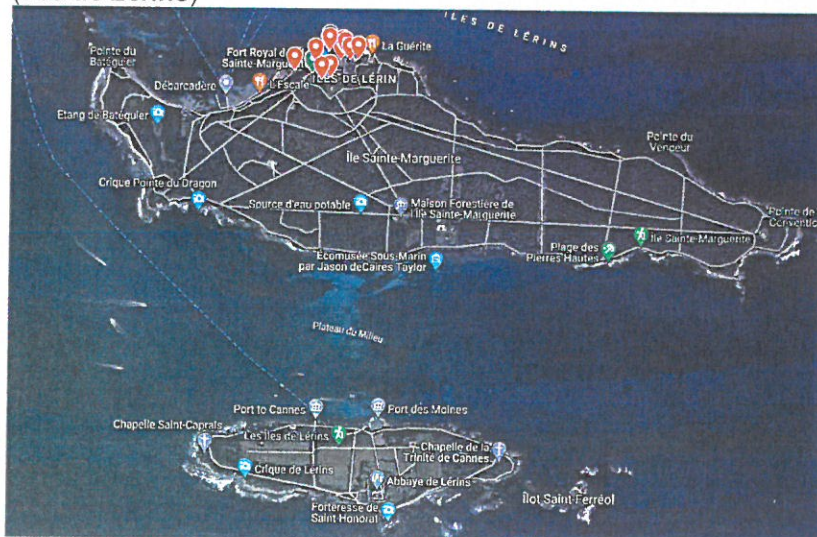 ILES DE LÉRINS
Pointe du
Batéguier
Fort Royal de
Sainte-Marguerit
La Guérite
Débarcadère
L'Escale
ILES DE LÉRIN
Etang de Batéguier
Pointe du
Vengeur
Île Sainte-Marguerite
Crique Pointe du Dragon
Source d'eau potable
Maison Forestière de
l'Île Sainte-Marguerite
Pointe de
Conventio
Île Sainte-Marguerite
Plage des
Pierres Hautes
Écomusée Sous-Marin
par Jason deCaires Taylor
Plateau du Milieu
Port to Cannes
Port des Moines
Chapelle Saint-Caprais
Les Îles de Lérins
Chapelle de la
Trinité de Cannes
Crique de Lérins
Abbaye de Lérins
Îlot Saint-Ferréol
Forteresse de
Saint-Honorat